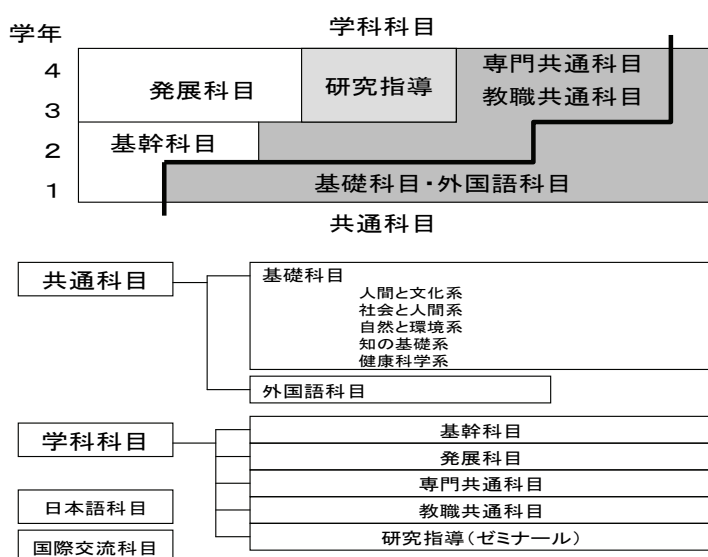 学科科目
学年
4
3
2
1
発展科目
研究指導
専門共通科目
教職共通科目
基幹科目
基礎科目・外国語科目
共通科目
共通科目
基礎科目
人間と文化系
社会と人間系
自然と環境系
知の基礎系
健康科学系
外国語科目
学科科目
基幹科目
発展科目
専門共通科目
教職共通科目
研究指導(ゼミナール)
日本語科目
国際交流科目